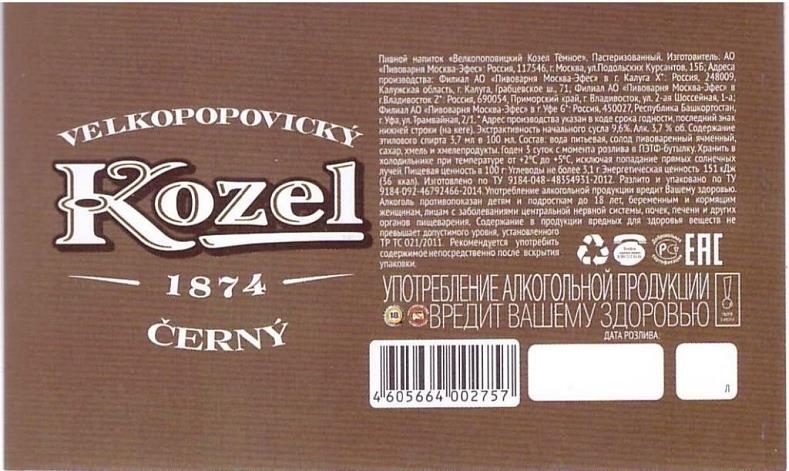 VELKOPOPOVICKÝ
Kozel
1874
ČERNÝ
Пивной напиток «Велкопоповицкий Козел Тёмное». Пастеризованный. Изготовитель: АО
«Пивоварня Москва-Эфес»: Россия, 117546, г. Москва, ул.Подольских Курсантов, 15Б; Адреса
производства: Филиал АО "Пивоварня Москва-Эфес» в г. Калуга X": Россия, 248009,
Калужская область, г. Калуга, Грабцевское ш., 71; Филиал АО «Пивоварня Москва-Эфес» в
г.Владивосток Z": Россия, 690054, Приморский край, г. Владивосток, ул. 2-ая Шоссейная, 1-а;
Филиал АО «Пивоварня Москва-Эфес» в г Уфе G": Россия, 450027, Республика Башкортостан,
г. Уфа, ул. Трамвайная, 2/1. * Адрес производства указан в коде срока годности, последний знак
нижней строки (на кеге). Экстрактивность начального сусла 9,6%. Алк. 3,7 % об. Содержание
этилового спирта 3,7 мл в 100 мл. Состав: вода питьевая, солод пивоваренный ячменный,
сахар, хмель и хмелепродукты. Годен 3 суток с момента розлива в ПЭТФ-бутылку. Хранить в
холодильнике при температуре от +2°С до +5°С, исключая попадание прямых солнечных
лучей. Пищевая ценность в 100 г: Углеводы не более 3,1 г Энергетическая ценность 151 кДж
(36 ккал). Изготовлено по ТУ 9184-048-48354931-2012. Разлито и упаковано по ТУ
9184-092-46792466-2014. Употребление алкогольной продукции вредит Вашему здоровью.
Алкоголь противопоказан детям и подросткам до 18 лет, беременным и кормящим
женщинам, лицам с заболеваниями центральной нервной системы, почек, печени и других
органов пищеварения. Содержание в продукции вредных для здоровья веществ не
превышает допустимого уровня, установленного
ТР ТС 021/2011. Рекомендуется употребить
содержимое непосредственно после вскрытия
упаковки.
ЕАС
УПОТРЕБЛЕНИЕ АЛКОГОЛЬНОЙ ПРОДУКЦИИ
18 ВРЕДИТ ВАШЕМУ ЗДОРОВЬЮ
ДАТА РОЗЛИВА:
4 605664 002757
Л